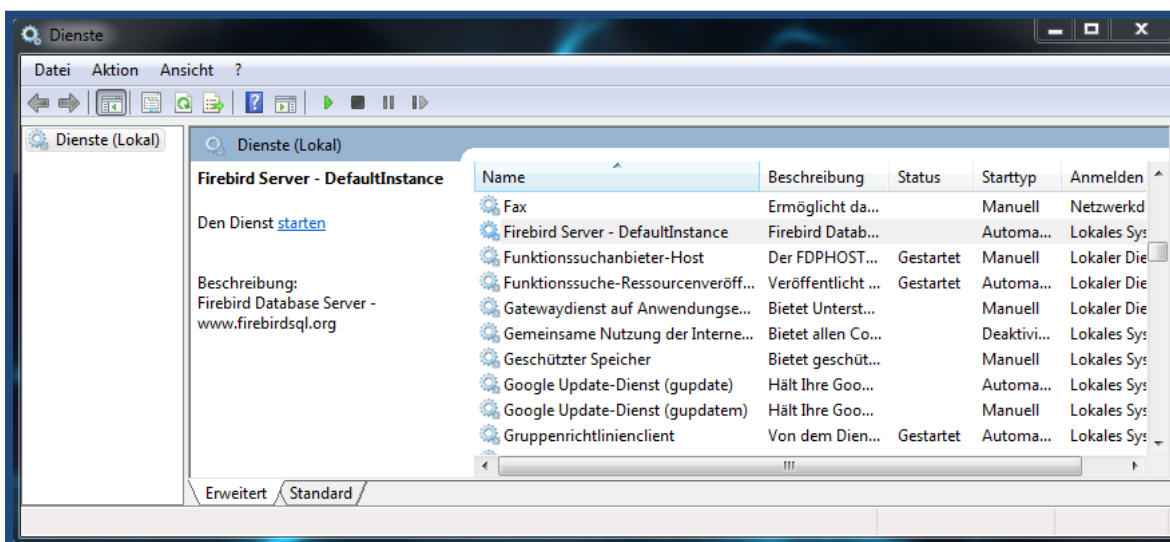 Dienste
Datei Aktion Ansicht ?
Dienste (Lokal)
Dienste (Lokal)
Firebird Server - DefaultInstance
Den Dienst starten
Beschreibung:
Firebird Database Server -
www.firebirdsql.org
Name Beschreibung Status Starttyp Anmelden
Fax Ermöglicht da... Manuell Netzwerkd
Firebird Server - DefaultInstance Firebird Datab... Automa... Lokales Sys
Funktionssuchanbieter-Host Der FDPHOST... Gestartet Manuell Lokaler Die
Funktionssuche-Ressourcenveröff... Veröffentlicht ... Gestartet Automa... Lokaler Die
Gatewaydienst auf Anwendungse... Bietet Unterst... Manuell Lokaler Die
Gemeinsame Nutzung der Interne... Bietet allen Co... Deaktivi... Lokales Sys
Geschützter Speicher Bietet geschüt... Manuell Lokales Sys
Google Update-Dienst (gupdate) Hält Ihre Goo... Automa... Lokales Sys
Google Update-Dienst (gupdatem) Hält Ihre Goo... Manuell Lokales Sys
Gruppenrichtlinienclient Von dem Dien... Gestartet Automa... Lokales Sys
Erweitert Standard